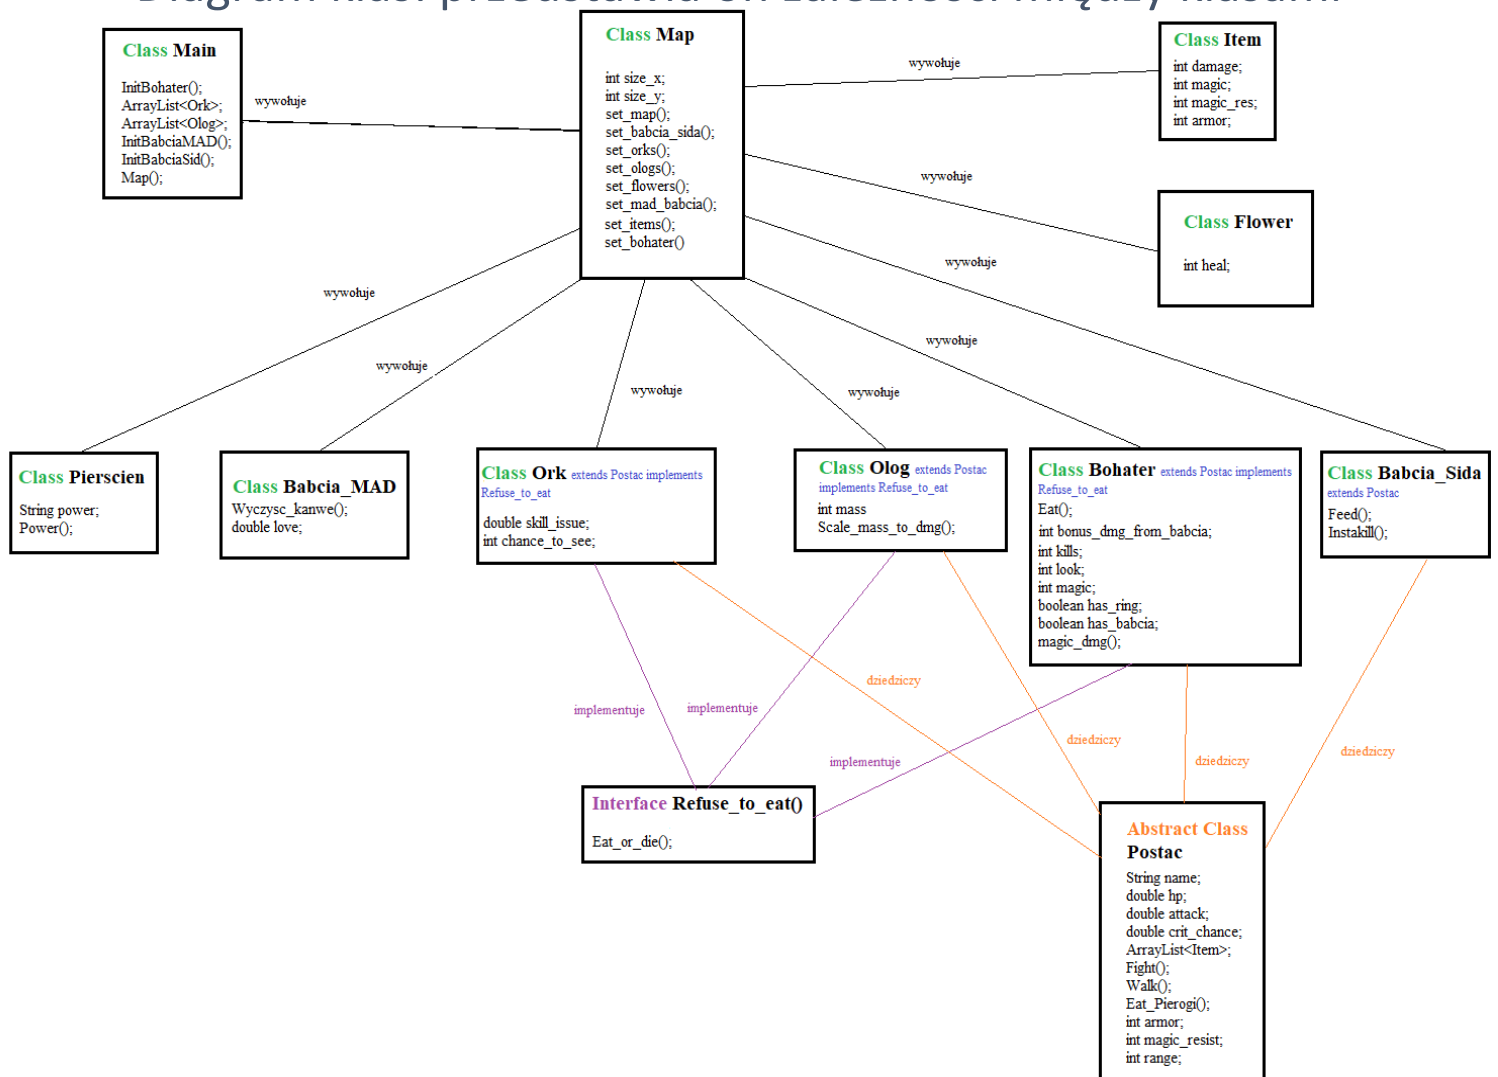 Diagram klas. przedstawia on zależności między klasami.
Class Main
InitBohater();
ArrayList<Ork>;
ArrayList<Olog>;
InitBabciaMAD();
InitBabciaSid();
Map();
wywołuje
Class Map
int size_x;
int size_y;
set_map();
set_babcia_sida();
set_orks();
set_ologs();
set_flowers();
set_mad_babcia();
set_items();
set_bohater()
wywołuje
Class Item
int damage;
int magic;
int magic_res;
int armor;
wywołuje
Class Flower
int heal;
wywołuje
wywołuje
wywołuje
wywołuje
wywołuje
wywołuje
Class Pierscien
String power;
Power();
Class Babcia_MAD
Wyczysc_kanwe();
double love;
Class Ork extends Postac implements
Refuse_to_eat
double skill_issue;
int chance_to_see;
Class Olog extends Postac
implements Refuse_to_eat
int mass
Scale_mass_to_dmg();
Class Bohater extends Postac implements
Refuse_to_eat
Eat();
int bonus_dmg_from_babcia;
int kills;
int look;
int magic;
boolean has_ring;
boolean has_babcia;
magic_dmg();
Class Babcia_Sida
extends Postac
Feed();
Instakill();
implementuje
implementuje
implementuje
dziedziczy
dziedziczy
dziedziczy
dziedziczy
Interface Refuse_to_eat()
Eat_or_die();
Abstract Class
Postac
String name;
double hp;
double attack;
double crit_chance;
ArrayList<Item>;
Fight();
Walk();
Eat_Pierogi();
int armor;
int magic_resist;
int range;